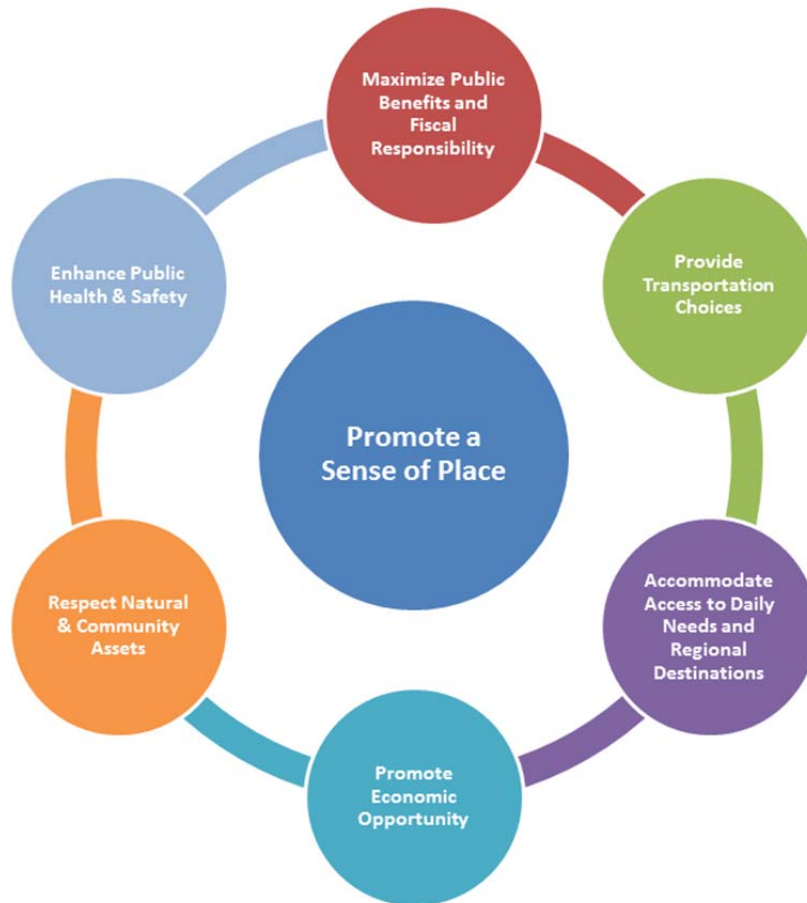 Maximize Public
Benefits and
Fiscal
Responsibility
Enhance Public
Health & Safety
Provide
Transportation
Choices
Promote a
Sense of Place
Respect Natural
& Community
Assets
Accommodate
Access to Daily
Needs and
Regional
Destinations
Promote
Economic
Opportunity